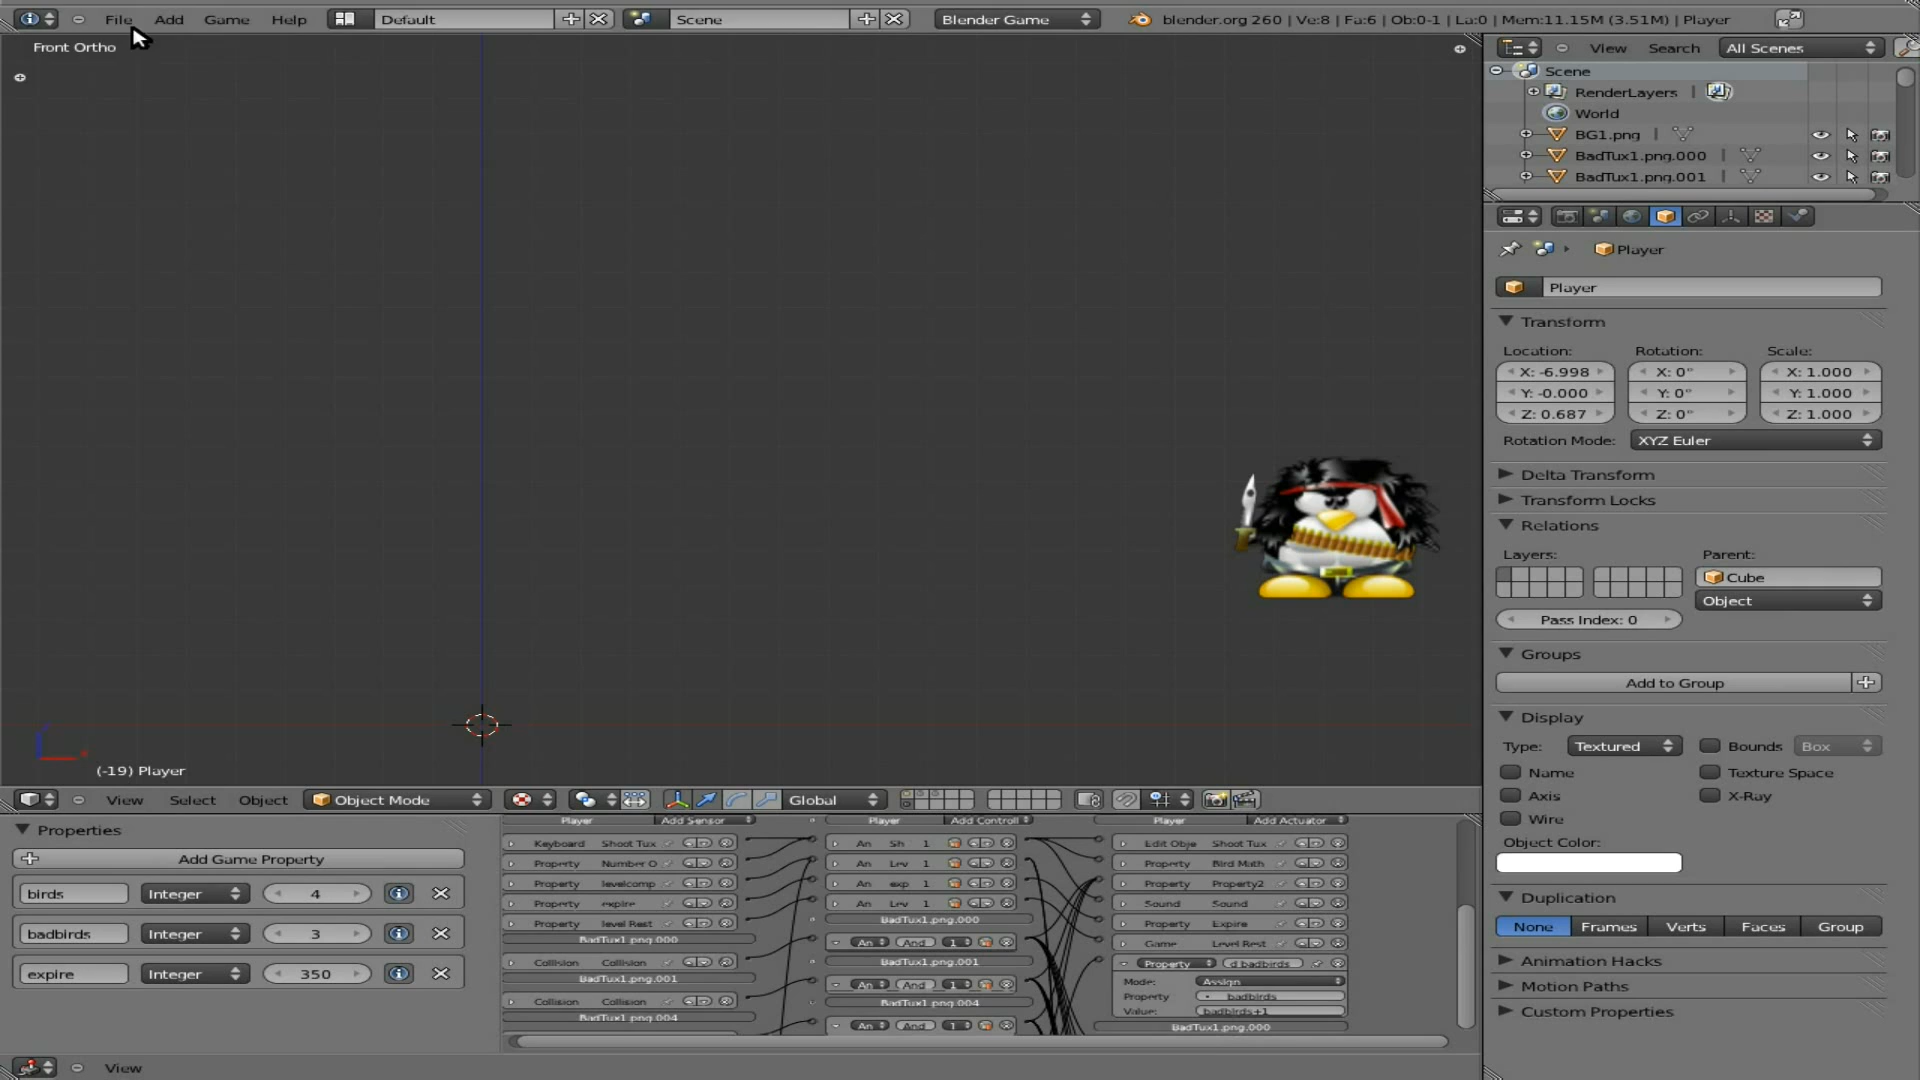 File Add Game Help Default Scene Blender Game blender.org 260 | Ve:8 | Fa:6 | Ob:0-1 | La:0 | Mem:11.15M (3.51M) | Player
Front Ortho
(-19) Player
View Select Object Object Mode Global
View Search All Scenes
Scene
RenderLayers |
World
BG1.png |
BadTux1.png.000 |
BadTux1.png.001 |
Player
Player
Transform
Location: Rotation: Scale:
X: -6.998 X: 0° X: 1.000
Y: -0.000 Y: 0° Y: 1.000
Z: 0.687 Z: 0° Z: 1.000
Rotation Mode: XYZ Euler
Delta Transform
Transform Locks
Relations
Layers: Parent:
Cube
Object
Pass Index: 0
Groups
Add to Group
Display
Type: Textured Bounds Box
Name Texture Space
Axis X-Ray
Wire
Object Color:
Duplication
None Frames Verts Faces Group
Animation Hacks
Motion Paths
Custom Properties
Properties
Add Game Property
birds Integer 4
badbirds Integer 3
expire Integer 350
Player Add Sensor
Keyboard Shoot Tux
Property Number O
Property levelcomp
Property expire
Property level Rest
BadTux1.png.000
Collision Collision
BadTux1.png.001
Collision Collision
BadTux1.png.004
Player Add Controll
An Sh 1
An Lev 1
An exp 1
An Lev 1
BadTux1.png.000
An And 1
BadTux1.png.001
An And 1
BadTux1.png.004
An And 1
Player Add Actuator
Edit Obje Shoot Tux
Property Bird Math
Property Property2
Sound Sound
Property Expire
Game Level Rest
Property d badbirds
Mode: Assign
Property badbirds
Value: badbirds+1
BadTux1.png.000
View